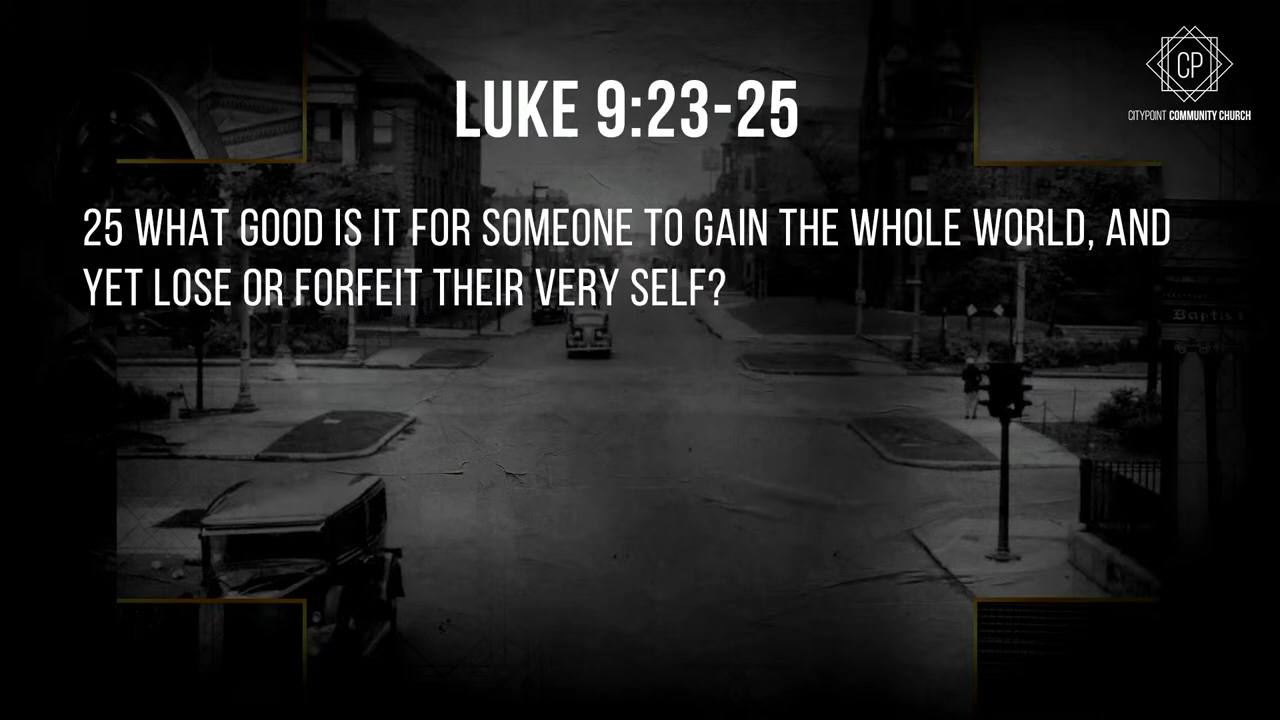 LUKE 9:23-25
CP
CITYPOINT COMMUNITY CHURCH
25 WHAT GOOD IS IT FOR SOMEONE TO GAIN THE WHOLE WORLD, AND
YET LOSE OR FORFEIT THEIR VERY SELF?
Baptist